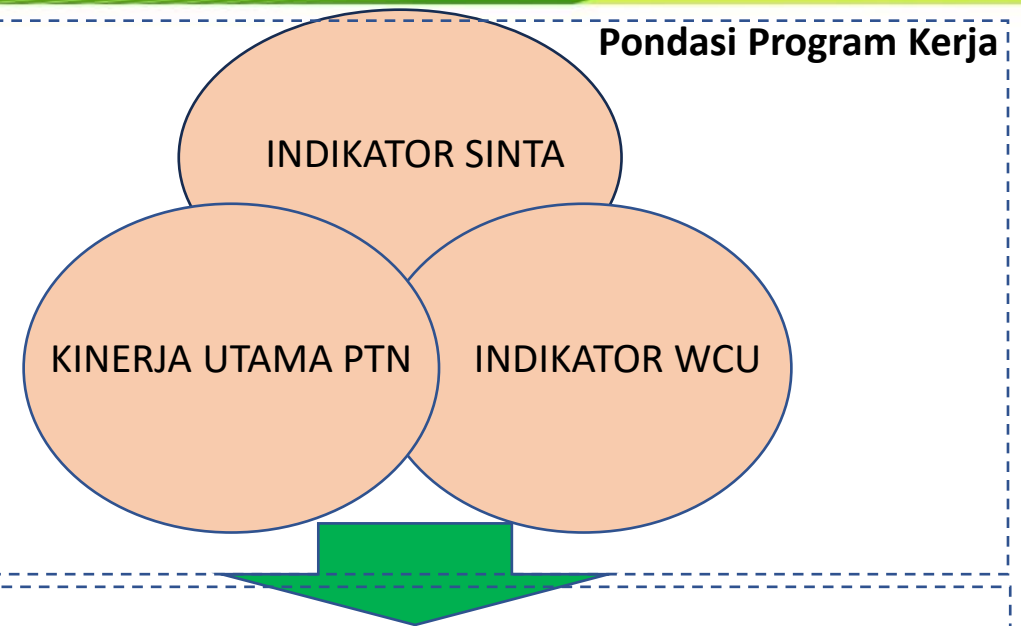 Pondasi Program Kerja
INDIKATOR SINTA
KINERJA UTAMA PTN
INDIKATOR WCU